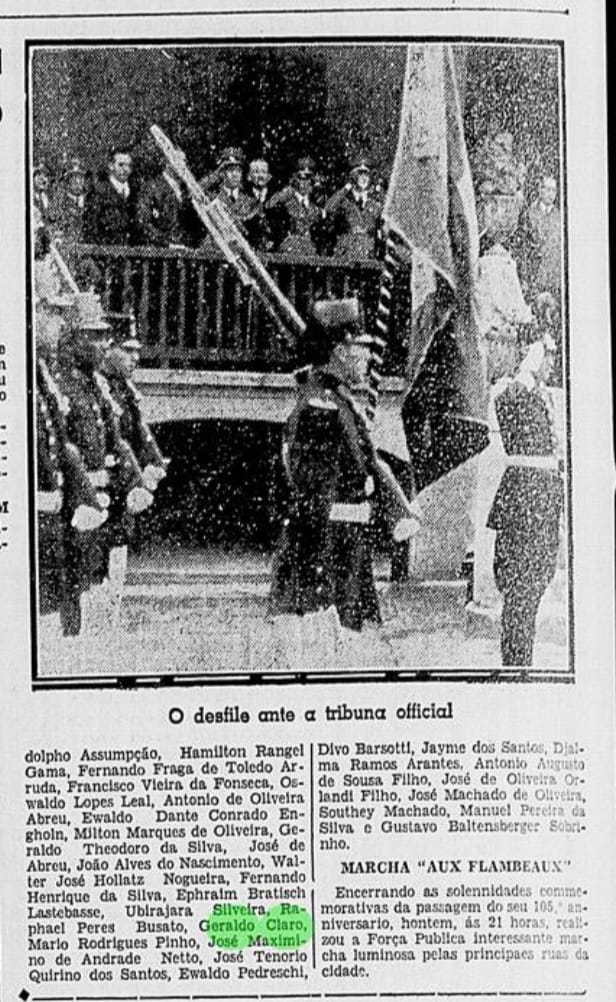 O desfile ante a tribuna official
dolpho Assumpção, Hamilton Rangel
Gama, Fernando Fraga de Toledo Ar-
ruda, Francisco Vieira da Fonseca, Os-
waldo Lopes Leal, Antonio de Oliveira
Abreu, Ewaldo Dante Conrado En-
gholn, Milton Marques de Oliveira, Ge-
raldo Theodoro da Silva, José de
Abreu, João Alves do Nascimento, Wal-
ter José Hollatz Nogueira, Fernando
Henrique da Silva, Ephraim Bratisch
Lastebasse, Ubirajara Silveira, Ra-
phael Peres Busato, Geraldo Claro,
Mario Rodrigues Pinho, José Maximi-
no de Andrade Netto, José Tenorio
Quirino dos Santos, Ewaldo Pedreschi,
Divo Barsotti, Jayme dos Santos, Djal-
ma Ramos Arantes, Antonio Augusto
de Sousa Filho, José de Oliveira Or-
landi Filho, José Machado de Oliveira,
Southey Machado, Manuel Pereira da
Silva e Gustavo Baltensberger Sobri-
nho.
MARCHA "AUX FLAMBEAUX"
Encerrando as solennidades comme-
morativas da passagem do seu 105.º an-
niversario, hontem, ás 21 horas, reali-
zou a Força Publica interessante mar-
cha luminosa pelas principaes ruas da
cidade.